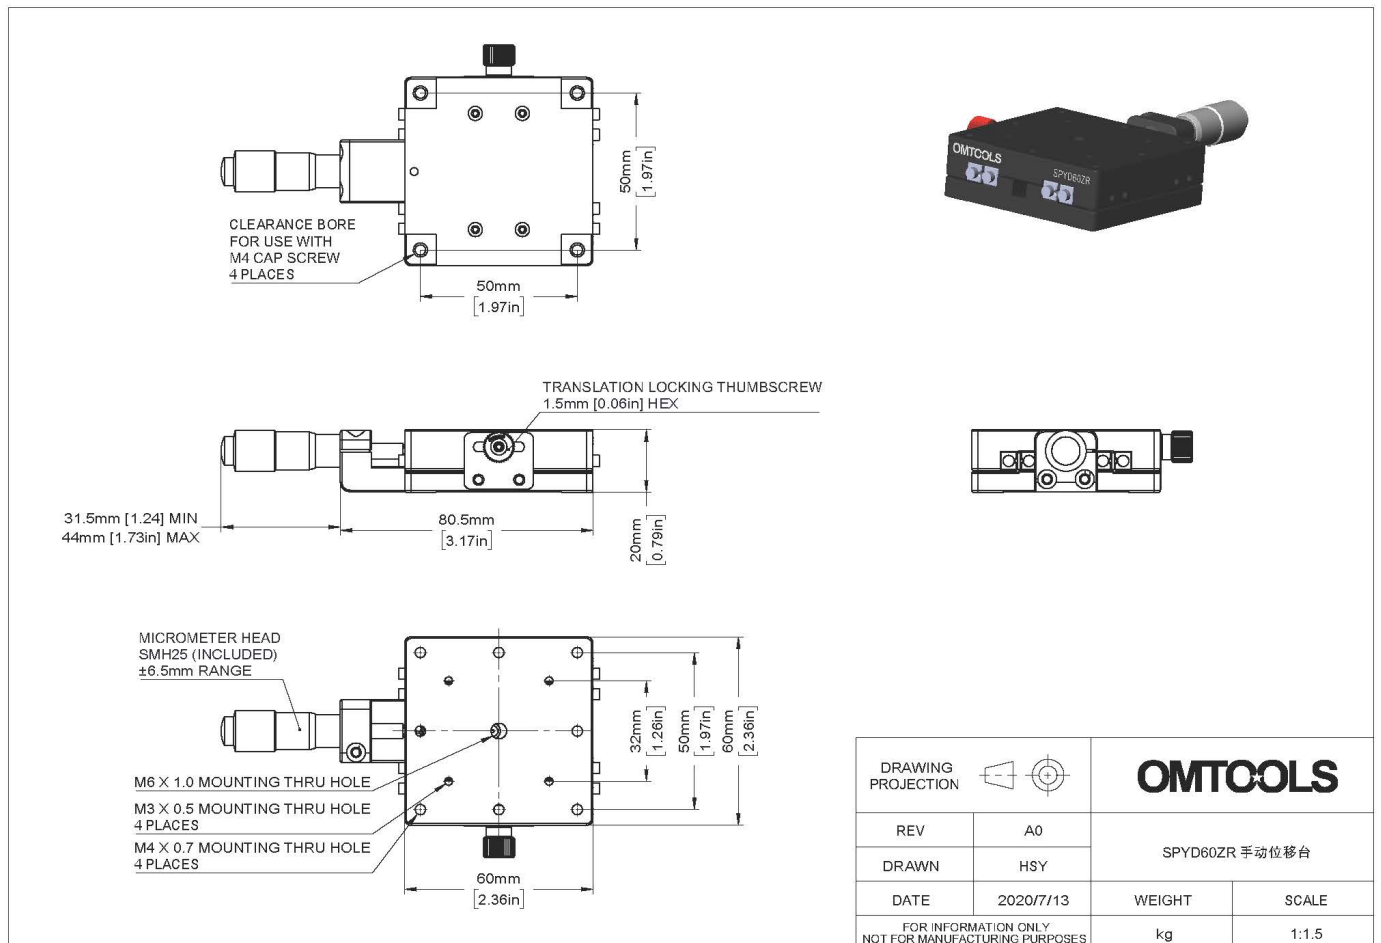 50mm
[1.97in]
CLEARANCE BORE
FOR USE WITH
M4 CAP SCREW
4 PLACES
50mm
[1.97in]
OMTOOLS
SPYD60ZR
TRANSLATION LOCKING THUMBSCREW
1.5mm [0.06in] HEX
31.5mm [1.24] MIN
44mm [1.73in] MAX
80.5mm
[3.17in]
20mm
[0.79in]
MICROMETER HEAD
SMH25 (INCLUDED)
±6.5mm RANGE
32mm
[1.26in]
50mm
[1.97in]
60mm
[2.36in]
M6 X 1.0 MOUNTING THRU HOLE
M3 X 0.5 MOUNTING THRU HOLE
4 PLACES
M4 X 0.7 MOUNTING THRU HOLE
4 PLACES
60mm
[2.36in]
DRAWING
PROJECTION
OMTOOLS
REV A0
SPYD60ZR 手动位移台
DRAWN HSY
DATE 2020/7/13 WEIGHT SCALE
FOR INFORMATION ONLY
NOT FOR MANUFACTURING PURPOSES
kg 1:1.5